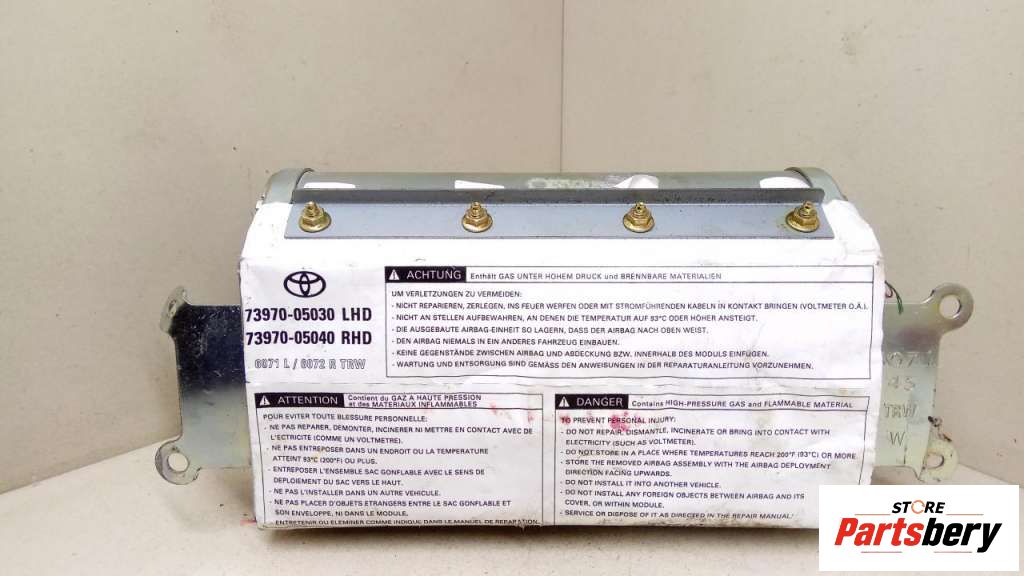 73970-05030 LHD
73970-05040 RHD
6071 L / 6072 R TRW
ACHTUNG Enthält GAS UNTER HOHEM DRUCK und BRENNBARE MATERIALIEN
UM VERLETZUNGEN ZU VERMEIDEN:
- NICHT REPARIEREN, ZERLEGEN, INS FEUER WERFEN ODER MIT STROMFÜHRENDEN KABELN IN KONTAKT BRINGEN (VOLTMETER O.Ä.).
- NICHT AN STELLEN AUFBEWAHREN, AN DENEN DIE TEMPERATUR AUF 93°C ODER HÖHER ANSTEIGT.
- DIE AUSGEBAUTE AIRBAG-EINHEIT SO LAGERN, DASS DER AIRBAG NACH OBEN WEIST.
- DEN AIRBAG NIEMALS IN EIN ANDERES FAHRZEUG EINBAUEN.
- KEINE GEGENSTÄNDE ZWISCHEN AIRBAG UND ABDECKUNG BZW. INNERHALB DES MODULS EINFÜGEN.
- WARTUNG UND ENTSORGUNG SIND GEMÄSS DEN ANWEISUNGEN IN DER REPARATURANLEITUNG VORZUNEHMEN.
ATTENTION Contient du GAZ A HAUTE PRESSION
et des MATERIAUX INFLAMMABLES
POUR EVITER TOUTE BLESSURE PERSONNELLE:
- NE PAS REPARER, DEMONTER, INCINERER NI METTRE EN CONTACT AVEC DE
L'ECTRICITE (COMME UN VOLTMETRE).
- NE PAS ENTREPOSER DANS UN ENDROIT OU LA TEMPERATURE
ATTEINT 93°C (200°F) OU PLUS.
- ENTREPOSER L'ENSEMBLE SAC GONFLABLE AVEC LE SENS DE
DEPLOIEMENT DU SAC VERS LE HAUT.
- NE PAS L'INSTALLER DANS UN AUTRE VEHICULE.
- NE PAS PLACER D'OBJETS ETRANGERS ENTRE LE SAC GONFLABLE ET
SON ENVELOPPE, NI DANS LE MODULE.
- ENTRETENIR OU ELIMINER COMME INDIQUE DANS LE MANUEL DE REPARATION.
DANGER Contains HIGH-PRESSURE GAS and FLAMMABLE MATERIAL
TO PREVENT PERSONAL INJURY:
- DO NOT REPAIR, DISMANTLE, INCINERATE OR BRING INTO CONTACT WITH
ELECTRICITY (SUCH AS VOLTMETER).
- DO NOT STORE IN A PLACE WHERE TEMPERATURES REACH 200°F (93°C) OR MORE.
- STORE THE REMOVED AIRBAG ASSEMBLY WITH THE AIRBAG DEPLOYMENT
DIRECTION FACING UPWARDS.
- DO NOT INSTALL IT INTO ANOTHER VEHICLE.
- DO NOT INSTALL ANY FOREIGN OBJECTS BETWEEN AIRBAG AND ITS
COVER, OR WITHIN MODULE.
- SERVICE OR DISPOSE OF IT AS DIRECTED IN THE REPAIR MANUAL.
TRW
W
STORE
Partsbery